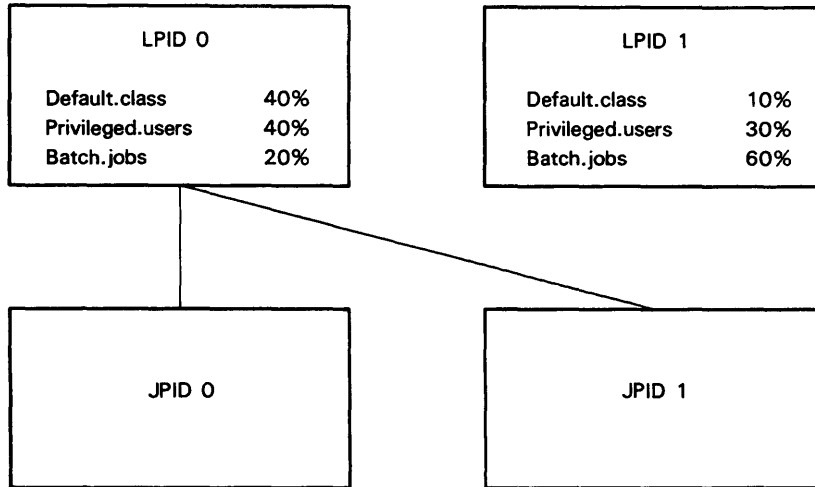 LPID 0
Default.class 40%
Privileged.users 40%
Batch.jobs 20%
LPID 1
Default.class 10%
Privileged.users 30%
Batch.jobs 60%
JPID 0
JPID 1